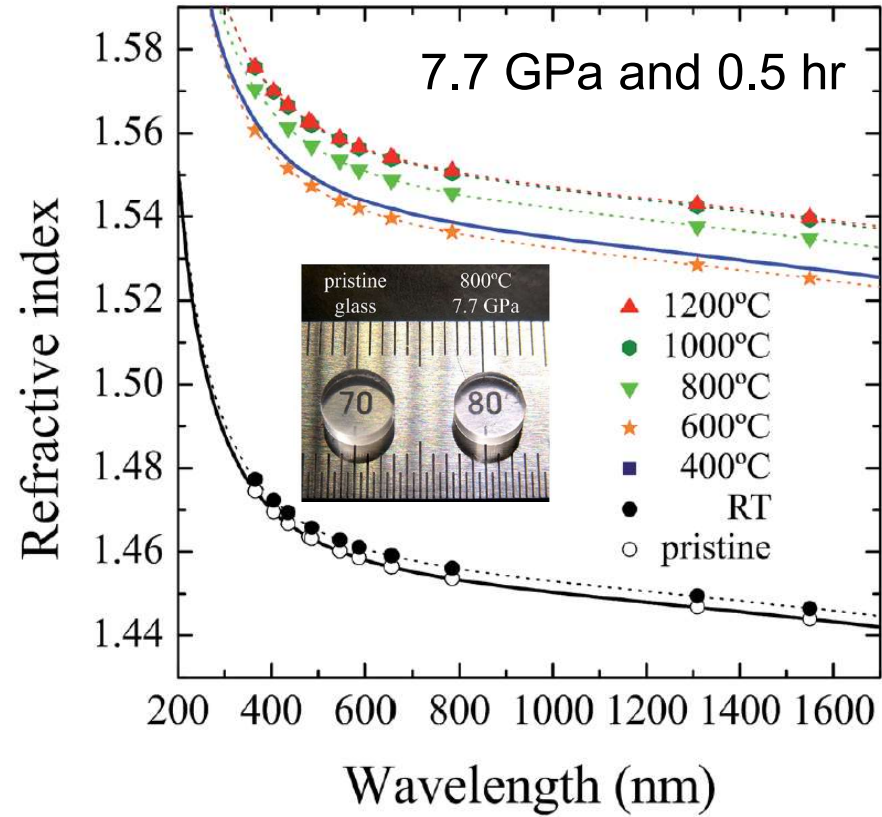 7.7 GPa and 0.5 hr
1.58
1.56
1.54
1.52
1.50
1.48
1.46
1.44
Refractive index
pristine
glass
800ºC
7.7 GPa
70
80
1200ºC
1000ºC
800ºC
600ºC
400ºC
RT
pristine
200 400 600 800 1000 1200 1400 1600
Wavelength (nm)